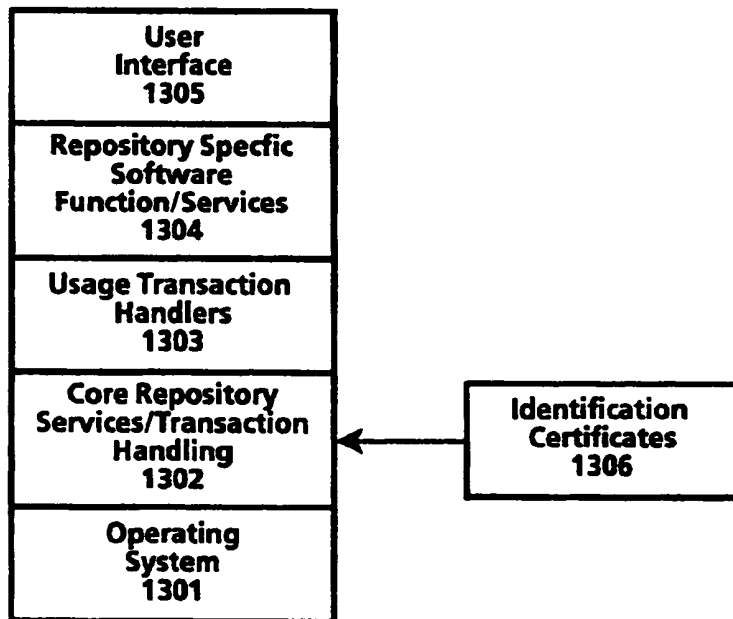 User
Interface
1305
Repository Specfic
Software
Function/Services
1304
Usage Transaction
Handlers
1303
Core Repository
Services/Transaction
Handling
1302
Identification
Certificates
1306
Operating
System
1301